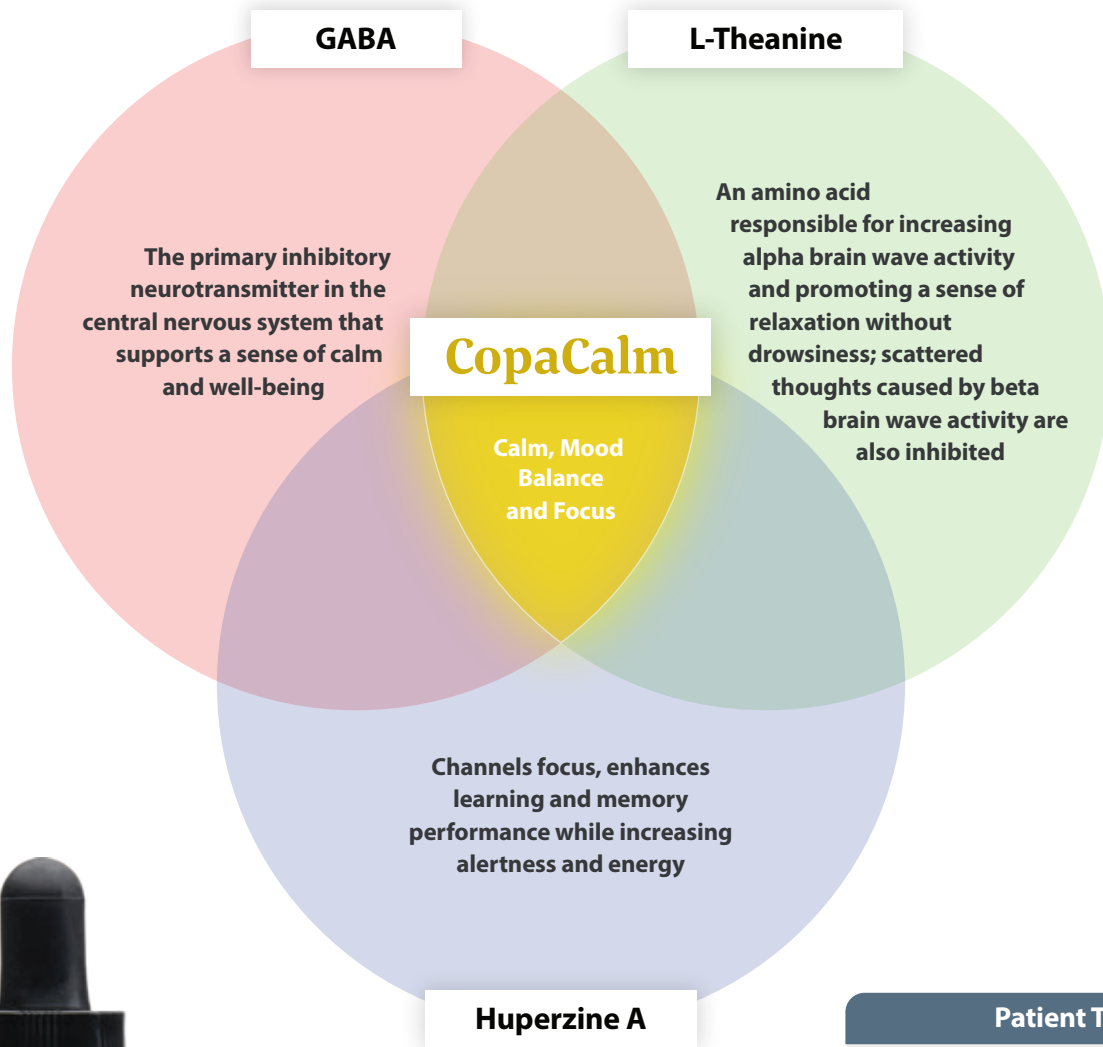 GABA
L-Theanine
The primary inhibitory
neurotransmitter in the
central nervous system that
supports a sense of calm
and well-being
An amino acid
responsible for increasing
alpha brain wave activity
and promoting a sense of
relaxation without
drowsiness; scattered
thoughts caused by beta
brain wave activity are
also inhibited
CopaCalm
Calm, Mood
Balance
and Focus
Channels focus, enhances
learning and memory
performance while increasing
alertness and energy
Huperzine A
Patient